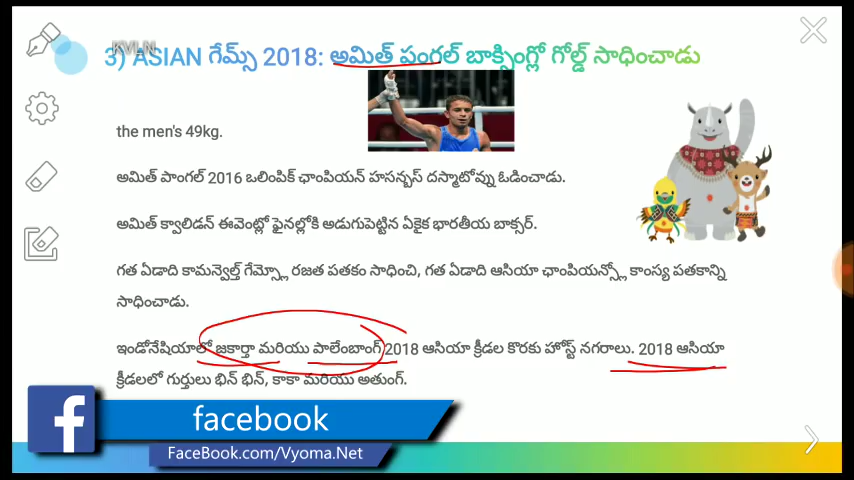 KVLN
3) ASIAN గేమ్స్ 2018: అమిత్ పంగల్ బాక్సింగ్లో గోల్డ్ సాధించాడు
the men's 49kg.
అమిత్ పాంగల్ 2016 ఒలింపిక్ ఛాంపియన్ హసన్బస్ దస్మాటోవ్ను ఓడించాడు.
అమిత్ క్వాలిడన్ ఈవెంట్లో ఫైనల్లోకి అడుగుపెట్టిన ఏకైక భారతీయ బాక్సర్.
గత ఏడాది కామన్వెల్త్ గేమ్స్లో రజత పతకం సాధించి, గత ఏడాది ఆసియా ఛాంపియన్స్లో కాంస్య పతకాన్ని
సాధించాడు.
ఇండోనేషియాలో జకార్తా మరియు పాలేంబాంగ్ 2018 ఆసియా క్రీడల కొరకు హోస్ట్ నగరాలు. 2018 ఆసియా
క్రీడలలో గుర్తులు భిన్ భిన్, కాకా మరియు అతుంగ్.
facebook
FaceBook.com/Vyoma.Net